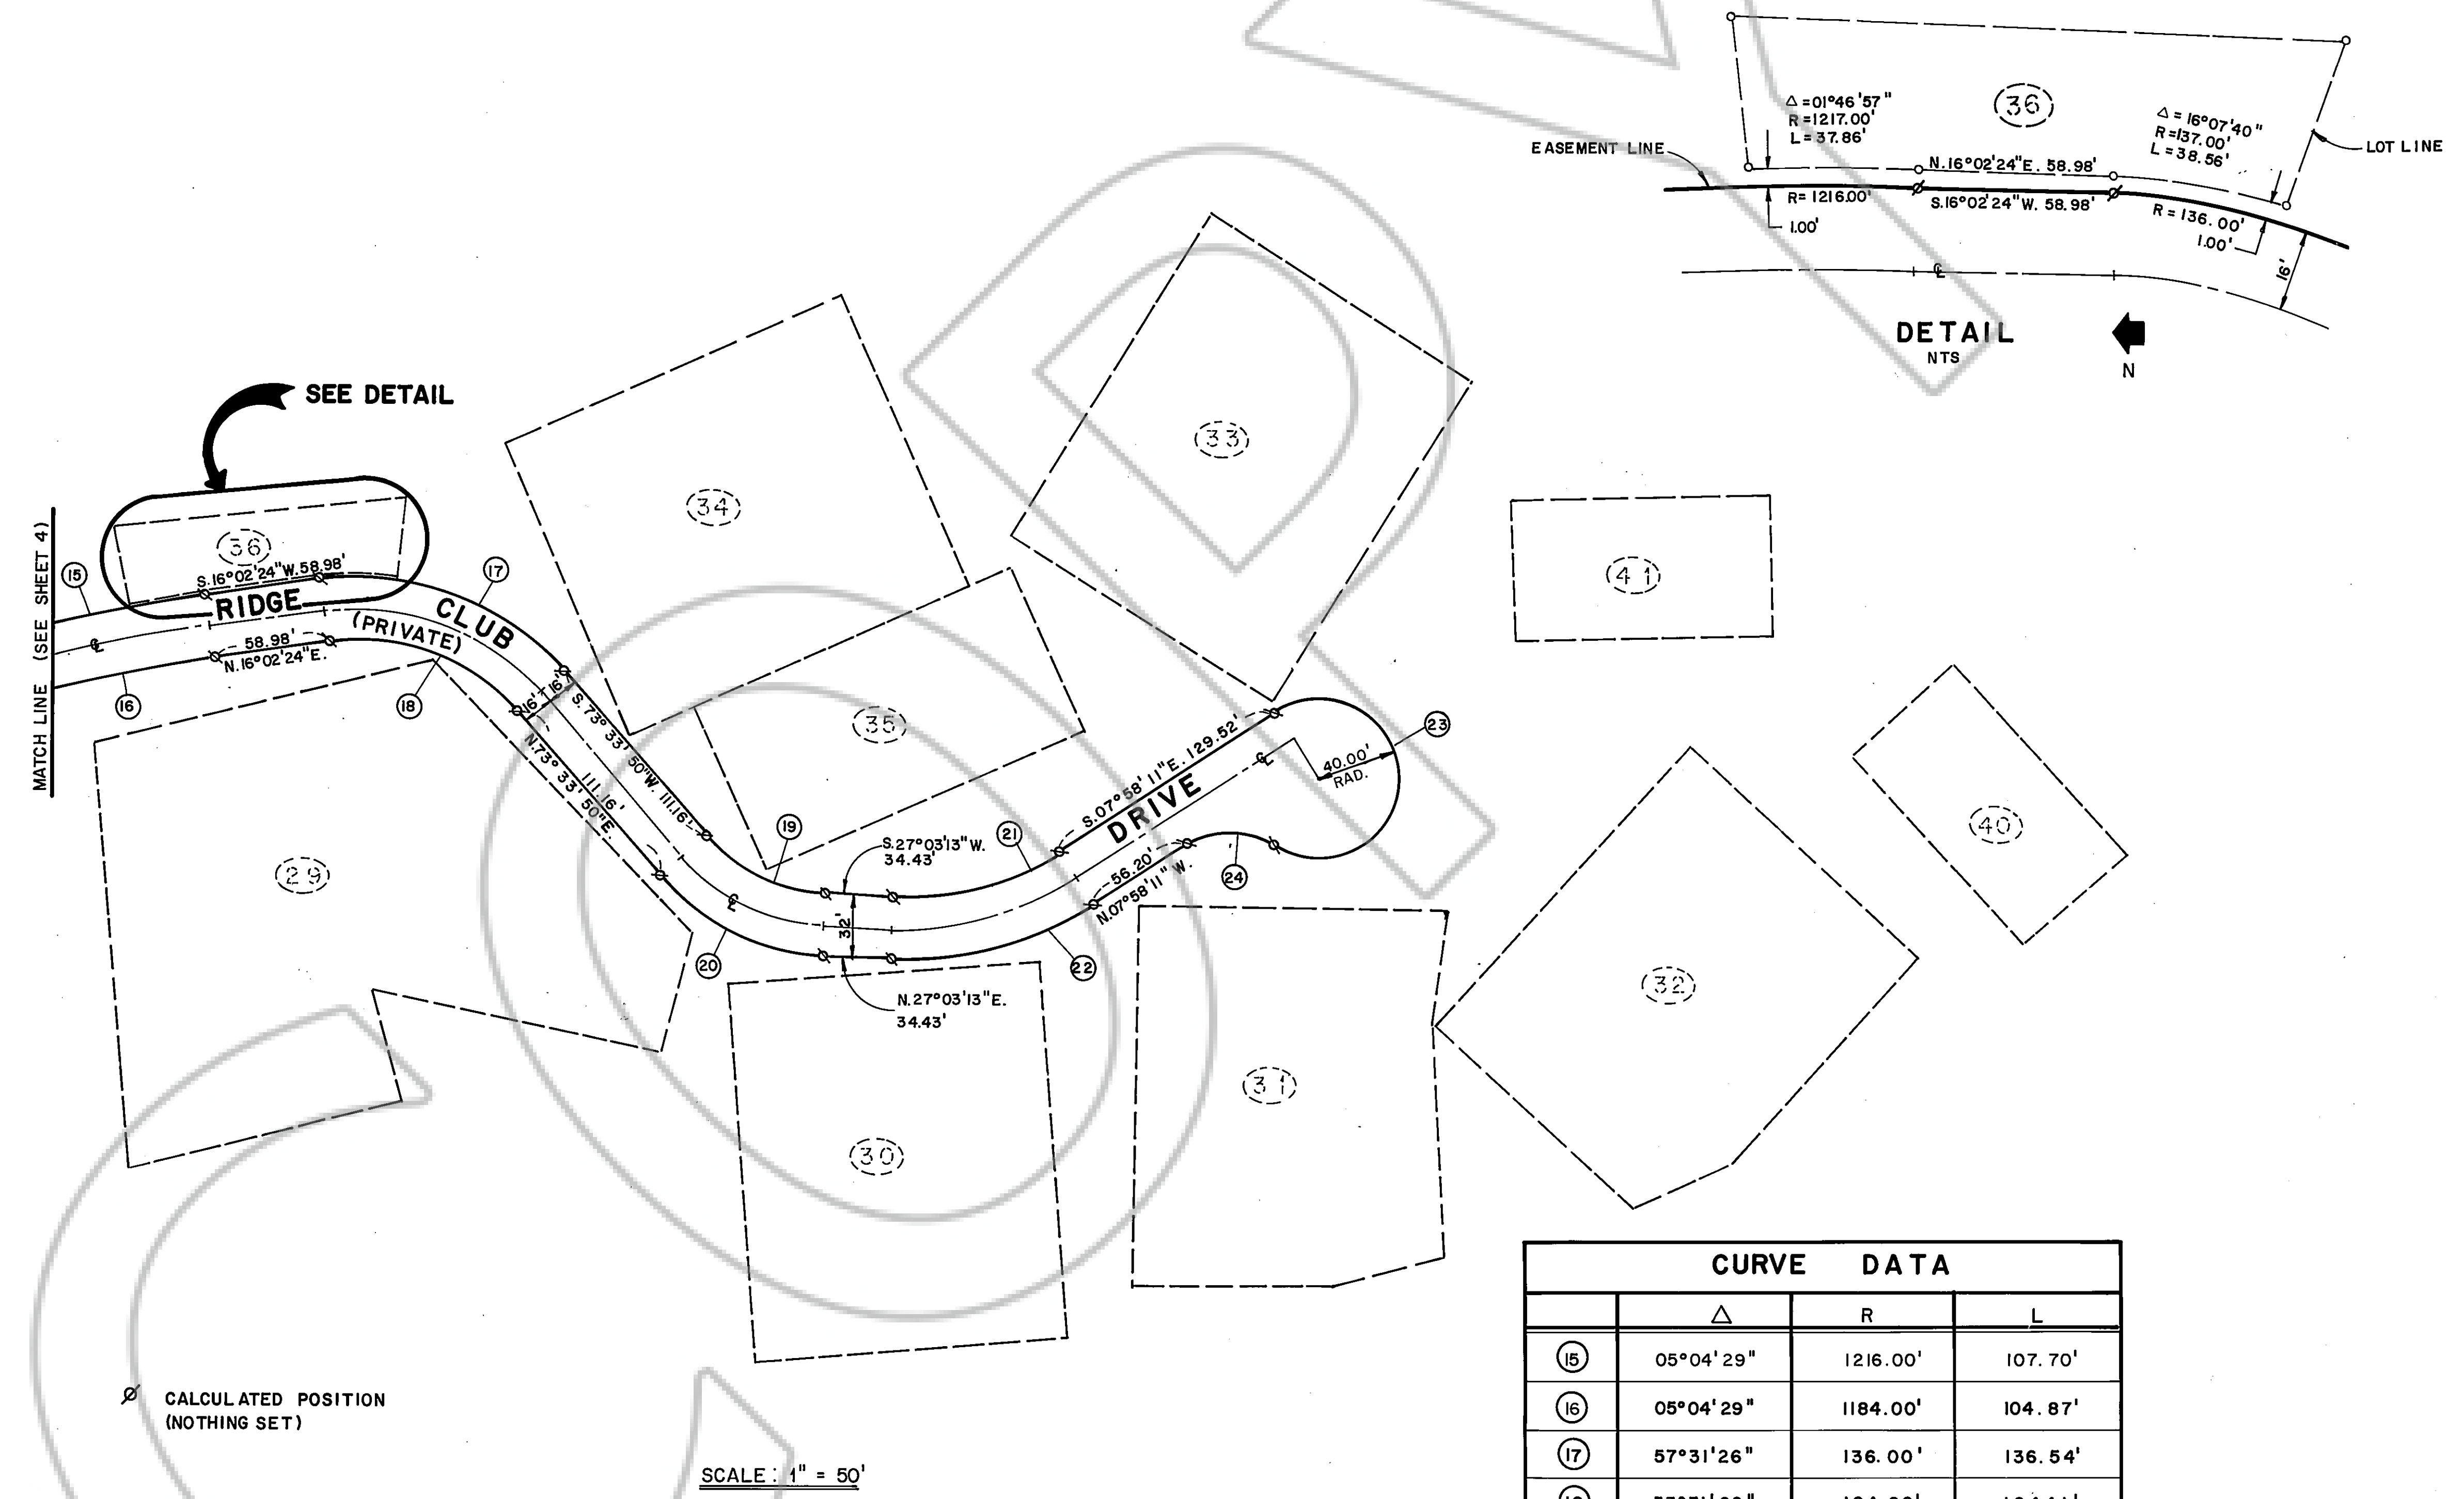 Δ = 01°46'57"
R = 1217.00'
L = 37.86'
36
Δ = 16°07'40"
R = 137.00'
L = 38.56'
EASEMENT LINE
LOT LINE
N.16°02'24"E. 58.98'
R = 1216.00'
S.16°02'24"W. 58.98'
R = 136.00'
1.00'
1.00'
16'
℄
DETAIL
NTS
N
SEE DETAIL
MATCH LINE (SEE SHEET 4)
15
16
36
S.16°02'24"W. 58.98'
RIDGE
CLUB
(PRIVATE)
DRIVE
℄
58.98'
N.16°02'24"E.
17
18
16'
16'
S. 73° 33' 50"W. 111.16'
111.16'
N.73° 33' 50"E.
34
33
41
35
29
19
20
℄
S.27°03'13"W.
34.43'
32'
N.27°03'13"E.
34.43'
21
22
S.07°58'11"E. 129.52'
℄
56.20'
N.07°58'11"W.
40.00'
RAD.
23
24
40
32
31
30
CALCULATED POSITION
(NOTHING SET)
SCALE: 1" = 50'
CURVE DATA
Δ R L
15 05°04'29" 1216.00' 107.70'
16 05°04'29" 1184.00' 104.87'
17 57°31'26" 136.00' 136.54'